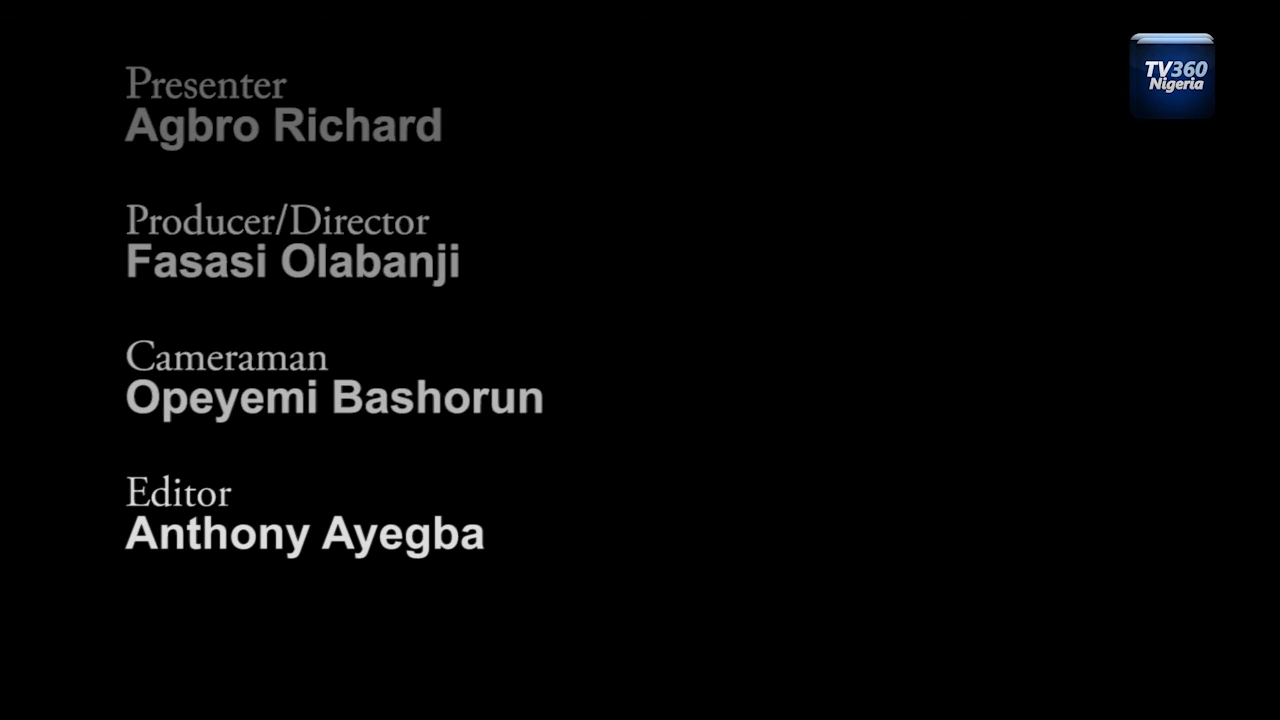 Presenter
Agbro Richard
Producer/Director
Fasasi Olabanji
Cameraman
Opeyemi Bashorun
Editor
Anthony Ayegba
TV360
Nigeria